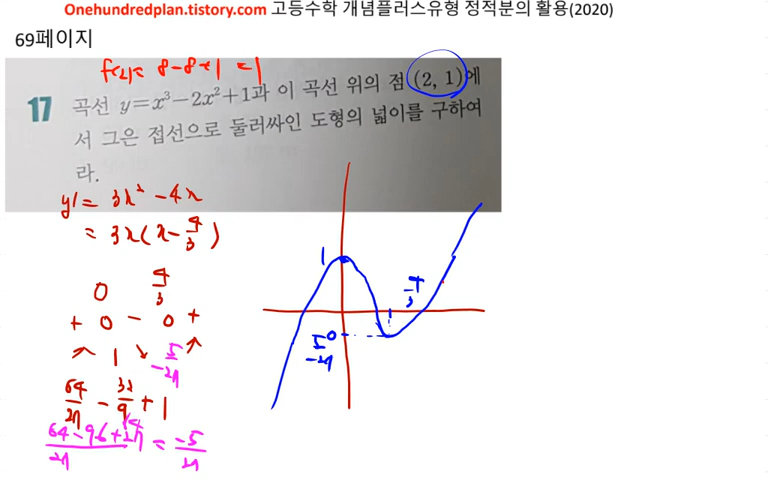 Onehundredplan.tistory.com 고등수학 개념플러스유형 정적분의 활용(2020)
69페이지
f(2)= 8-8+1 =1
17 곡선 y=x³-2x²+1과 이 곡선 위의 점 (2, 1)에
서 그은 접선으로 둘러싸인 도형의 넓이를 구하여
라.
y'= 3x² -4x
= 3x(x-4/3)
0 4/3
+ 0 - 0 +
1 -5/27
64/27 - 32/9 +1
64-96+27/27 = -5/27
1
4/3
-5/27